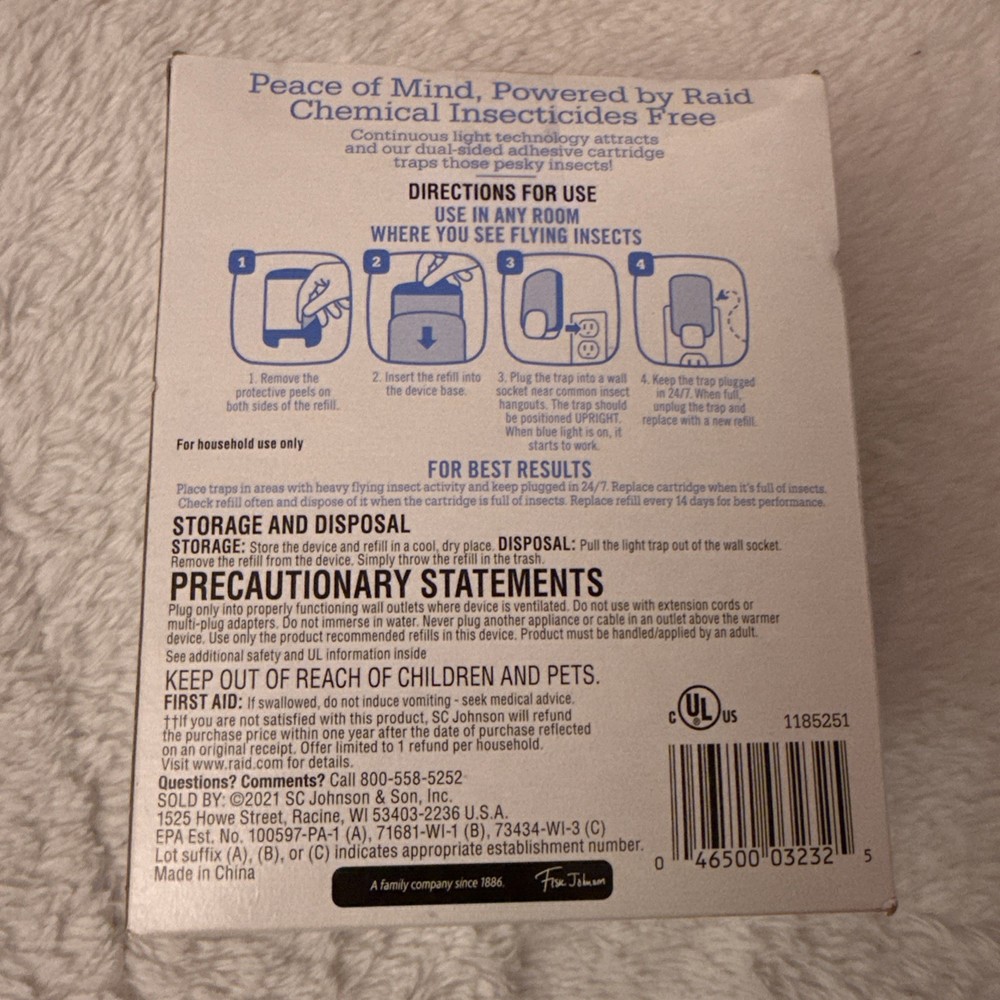 Peace of Mind, Powered by Raid
Chemical Insecticides Free
Continuous light technology attracts
and our dual-sided adhesive cartridge
traps those pesky insects!
DIRECTIONS FOR USE
USE IN ANY ROOM
WHERE YOU SEE FLYING INSECTS
1 2 3 4
1. Remove the
protective peels on
both sides of the refill.
2. Insert the refill into
the device base.
3. Plug the trap into a wall
socket near common insect
hangouts. The trap should
be positioned UPRIGHT.
When blue light is on, it
starts to work.
4. Keep the trap plugged
in 24/7. When full,
unplug the trap and
replace with a new refill.
For household use only
FOR BEST RESULTS
Place traps in areas with heavy flying insect activity and keep plugged in 24/7. Replace cartridge when it's full of insects.
Check refill often and dispose of it when the cartridge is full of insects. Replace refill every 14 days for best performance.
STORAGE AND DISPOSAL
STORAGE: Store the device and refill in a cool, dry place. DISPOSAL: Pull the light trap out of the wall socket.
Remove the refill from the device. Simply throw the refill in the trash.
PRECAUTIONARY STATEMENTS
Plug only into properly functioning wall outlets where device is ventilated. Do not use with extension cords or
multi-plug adapters. Do not immerse in water. Never plug another appliance or cable in an outlet above the warmer
device. Use only the product recommended refills in this device. Product must be handled/applied by an adult.
See additional safety and UL information inside
KEEP OUT OF REACH OF CHILDREN AND PETS.
FIRST AID: If swallowed, do not induce vomiting - seek medical advice.
††If you are not satisfied with this product, SC Johnson will refund
the purchase price within one year after the date of purchase reflected
on an original receipt. Offer limited to 1 refund per household.
Visit www.raid.com for details.
Questions? Comments? Call 800-558-5252
SOLD BY: ©2021 SC Johnson & Son, Inc.
1525 Howe Street, Racine, WI 53403-2236 U.S.A.
EPA Est. No. 100597-PA-1 (A), 71681-WI-1 (B), 73434-WI-3 (C)
Lot suffix (A), (B), or (C) indicates appropriate establishment number.
Made in China
A family company since 1886. Fisk Johnson
C UL® US
1185251
0 46500 03232 5